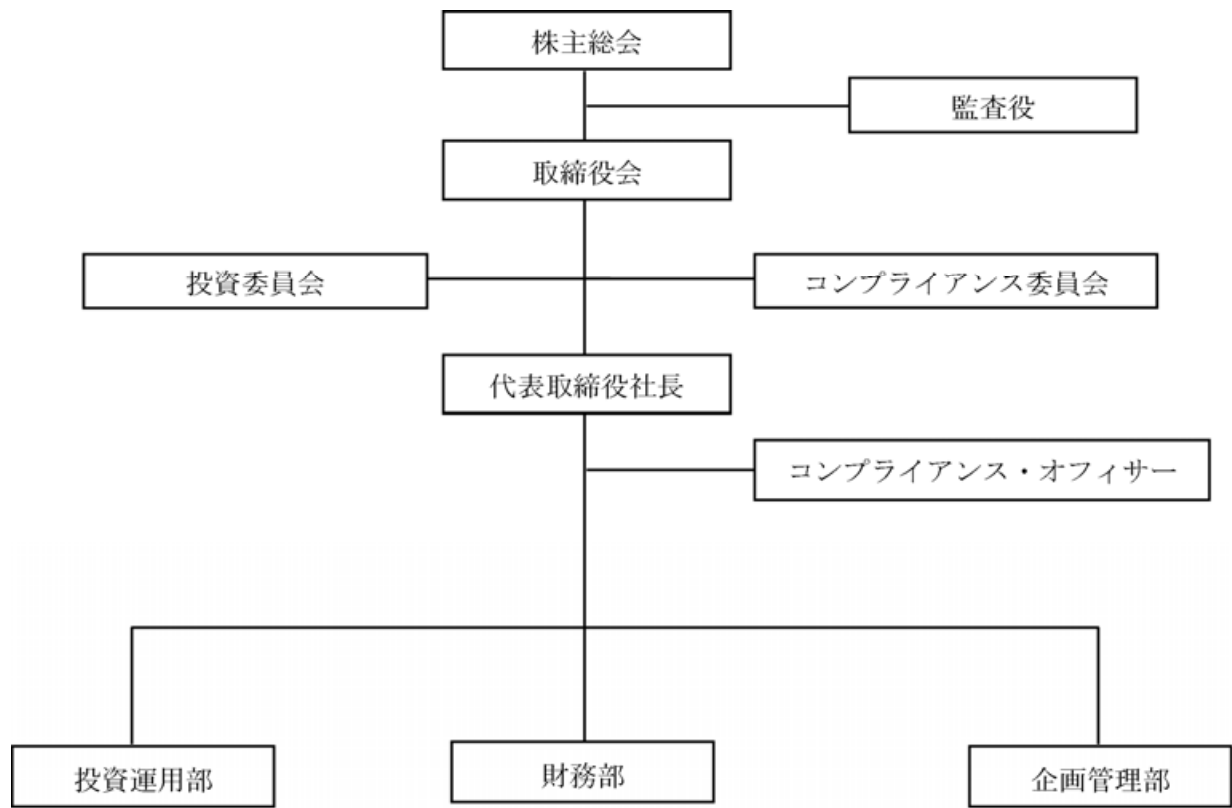 株主総会
監査役
取締役会
投資委員会
コンプライアンス委員会
代表取締役社長
コンプライアンス・オフィサー
投資運用部
財務部
企画管理部